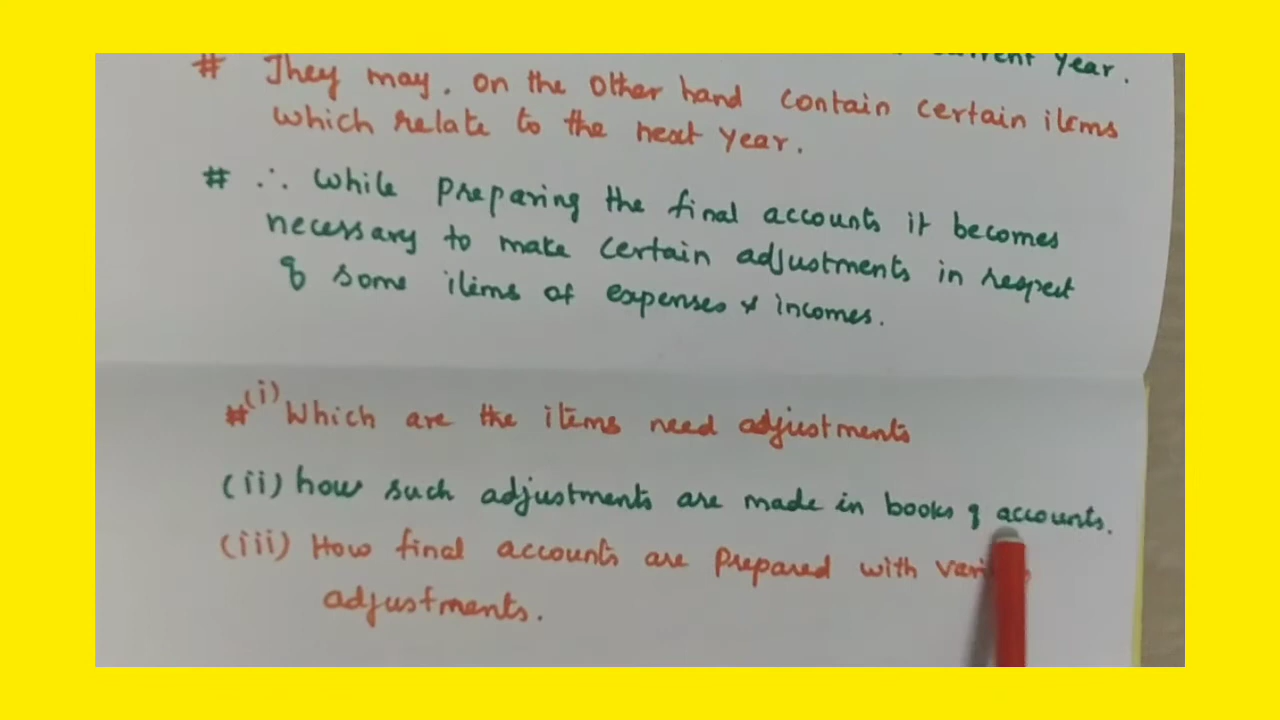 current Year.
# They may, on the other hand contain certain items
which relate to the next year.
# ∴ While preparing the final accounts it becomes
necessary to make certain adjustments in respect
of some items of expenses & incomes.
#(i) Which are the items need adjustments
(ii) how such adjustments are made in books of accounts.
(iii) How final accounts are prepared with
adjustments.